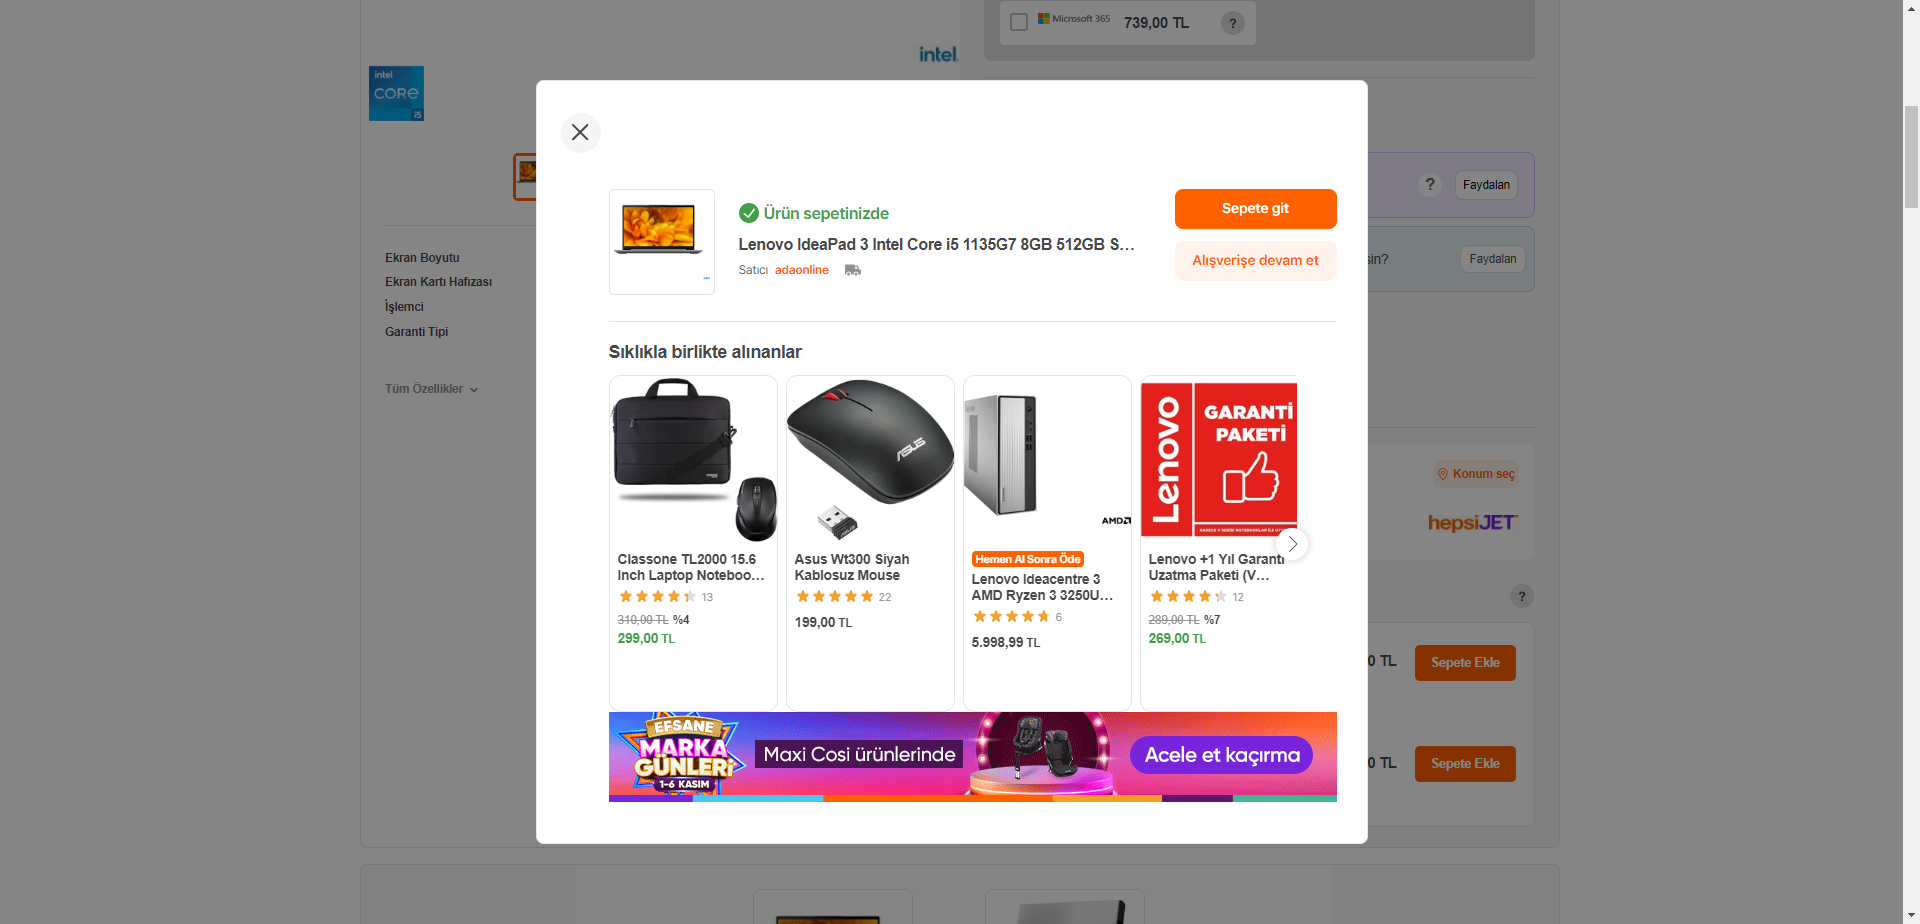 Microsoft 365 739,00 TL ?
intel.
intel
CORE
i5
? Faydalan
Ekran Boyutu
Ekran Kartı Hafızası
İşlemci
Garanti Tipi
Tüm Özellikler
sin? Faydalan
Konum seç
hepsiJET
?
0 TL Sepete Ekle
0 TL Sepete Ekle
Ürün sepetinizde
Lenovo IdeaPad 3 Intel Core i5 1135G7 8GB 512GB S...
Satıcı adaonline
Sepete git
Alışverişe devam et
Sıklıkla birlikte alınanlar
Classone TL2000 15.6
Inch Laptop Noteboo...
13
310,00 TL %4
299,00 TL
ASUS
Asus Wt300 Siyah
Kablosuz Mouse
22
199,00 TL
AMD
Hemen Al Sonra Öde
Lenovo Ideacentre 3
AMD Ryzen 3 3250U...
6
5.998,99 TL
Lenovo
GARANTİ
PAKETİ
Lenovo +1 Yıl Garanti
Uzatma Paketi (V...
12
289,00 TL %7
269,00 TL
EFSANE
MARKA
GÜNLERİ
1-6 KASIM
Maxi Cosi ürünlerinde
Acele et kaçırma